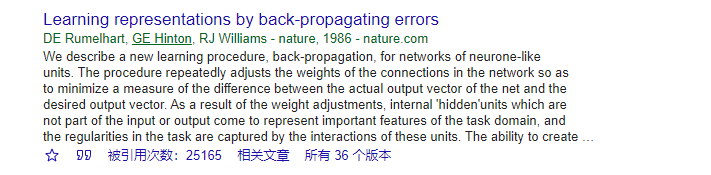 Learning representations by back-propagating errors
DE Rumelhart, GE Hinton, RJ Williams - nature, 1986 - nature.com
We describe a new learning procedure, back-propagation, for networks of neurone-like
units. The procedure repeatedly adjusts the weights of the connections in the network so as
to minimize a measure of the difference between the actual output vector of the net and the
desired output vector. As a result of the weight adjustments, internal 'hidden'units which are
not part of the input or output come to represent important features of the task domain, and
the regularities in the task are captured by the interactions of these units. The ability to create ...
被引用次数：25165 相关文章 所有 36 个版本